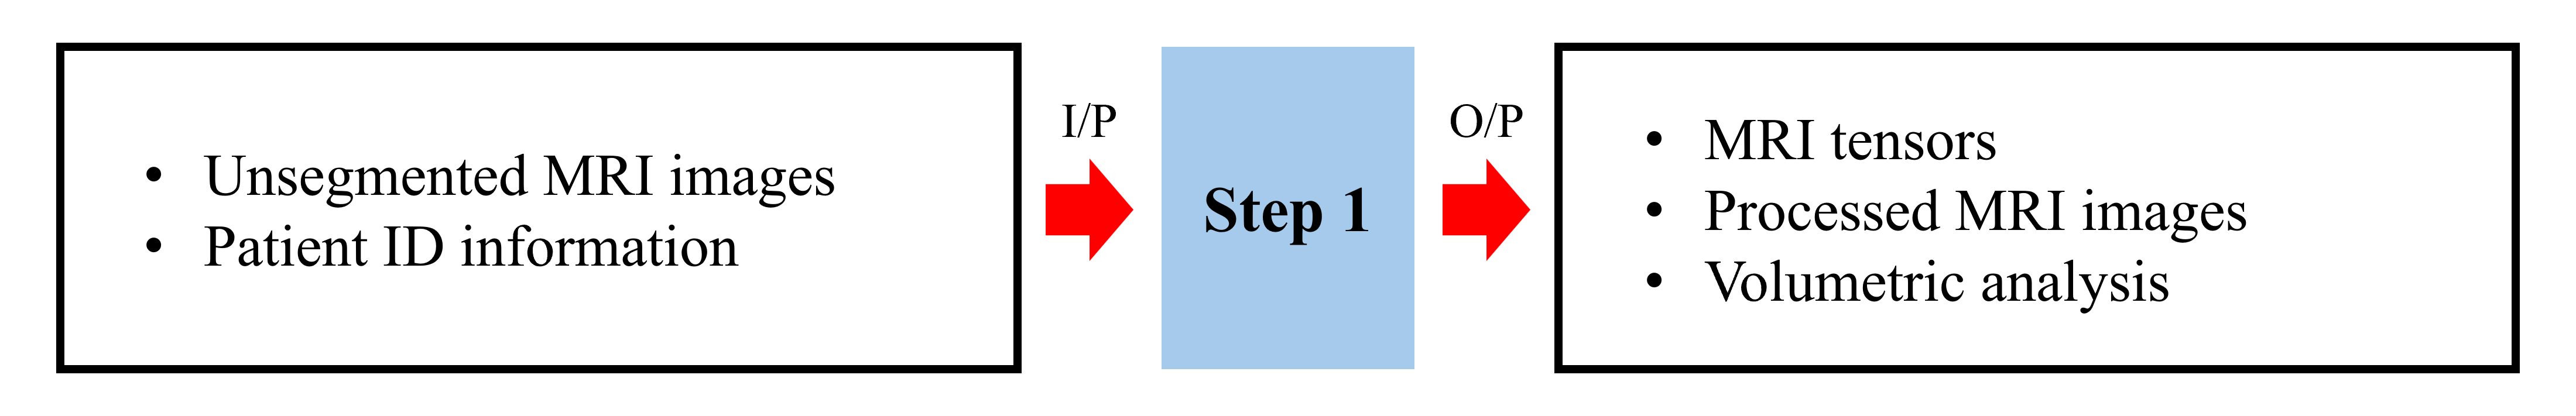 • Unsegmented MRI images
• Patient ID information
I/P
Step 1
O/P
• MRI tensors
• Processed MRI images
• Volumetric analysis